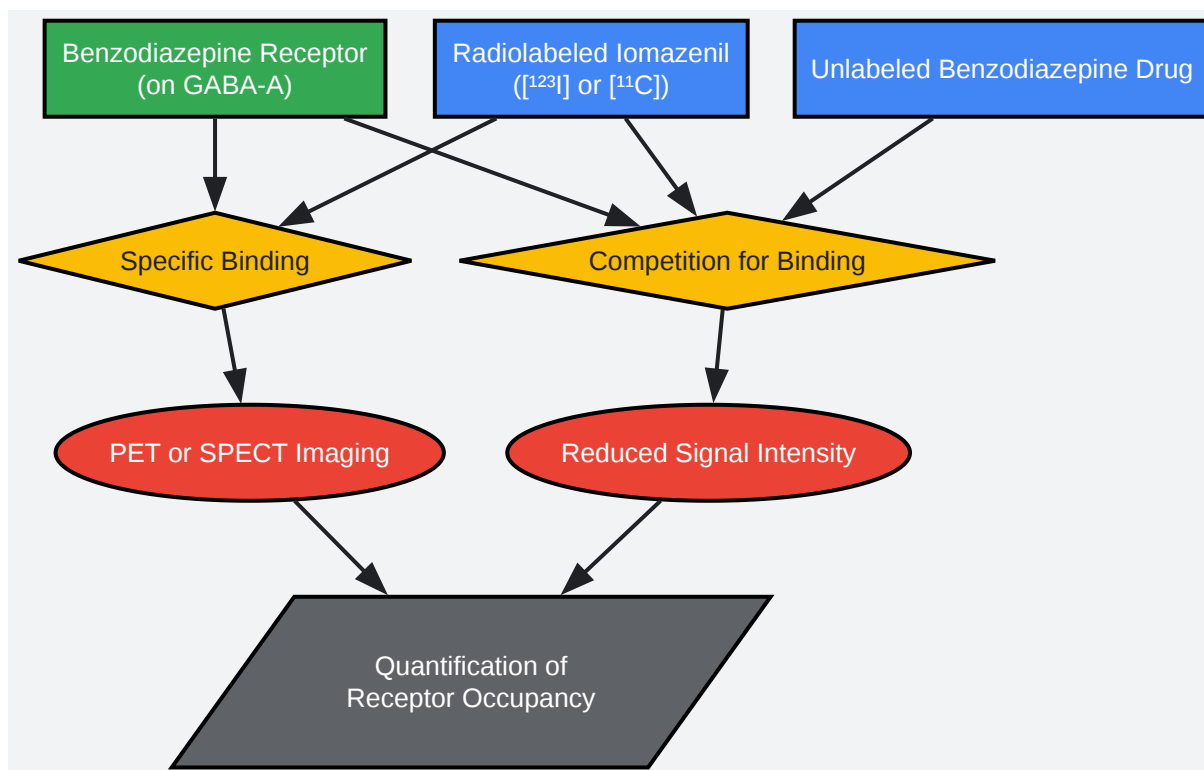 Benzodiazepine Receptor
(on GABA-A)
Radiolabeled Iomazenil
([¹²³I] or [¹¹C])
Unlabeled Benzodiazepine Drug
Specific Binding
Competition for Binding
PET or SPECT Imaging
Reduced Signal Intensity
Quantification of
Receptor Occupancy